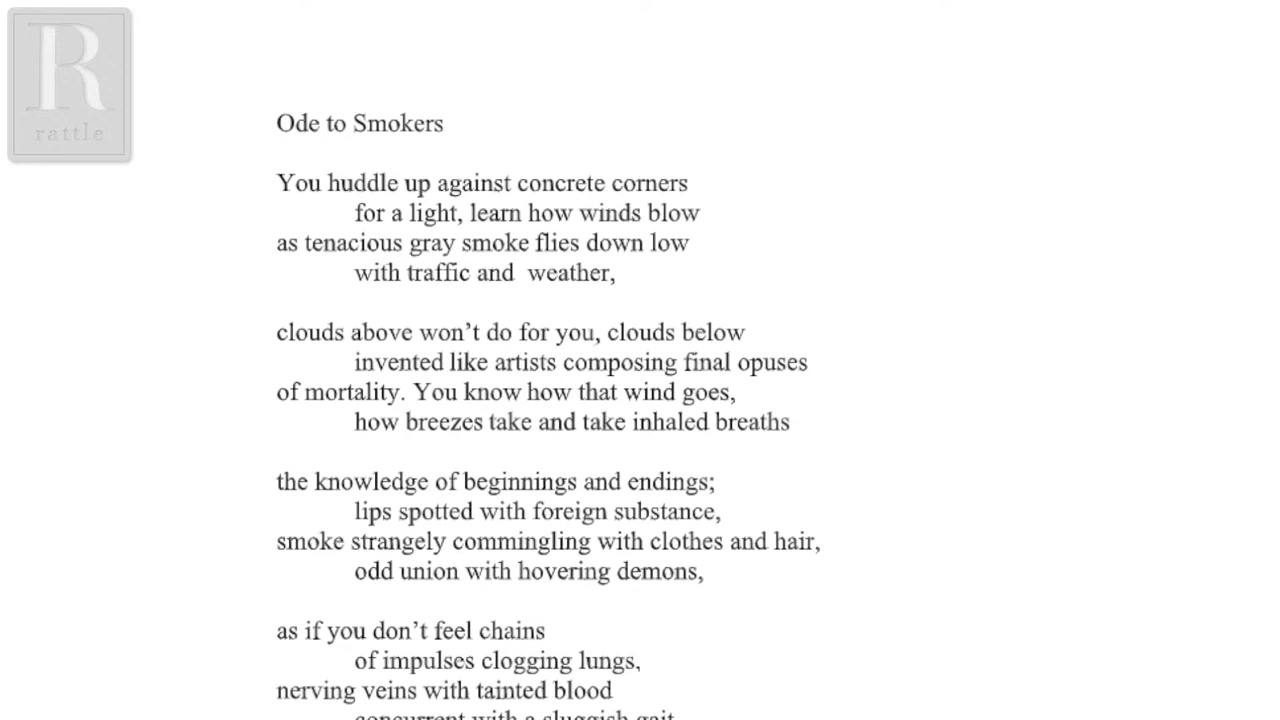 R
rattle
Ode to Smokers
You huddle up against concrete corners
for a light, learn how winds blow
as tenacious gray smoke flies down low
with traffic and  weather,
clouds above won’t do for you, clouds below
invented like artists composing final opuses
of mortality. You know how that wind goes,
how breezes take and take inhaled breaths
the knowledge of beginnings and endings;
lips spotted with foreign substance,
smoke strangely commingling with clothes and hair,
odd union with hovering demons,
as if you don’t feel chains
of impulses clogging lungs,
nerving veins with tainted blood
concurrent with a sluggish gait